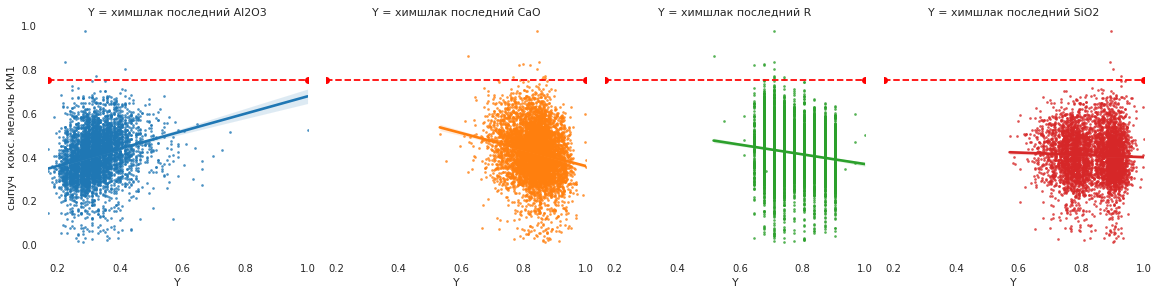 Y = химшлак последний Al2O3
Y = химшлак последний CaO
Y = химшлак последний R
Y = химшлак последний SiO2
сыпуч кокс. мелочь КМ1
1.0
0.8
0.6
0.4
0.2
0.0
0.2 0.4 0.6 0.8 1.0
0.2 0.4 0.6 0.8 1.0
0.2 0.4 0.6 0.8 1.0
0.2 0.4 0.6 0.8 1.0
Y
Y
Y
Y